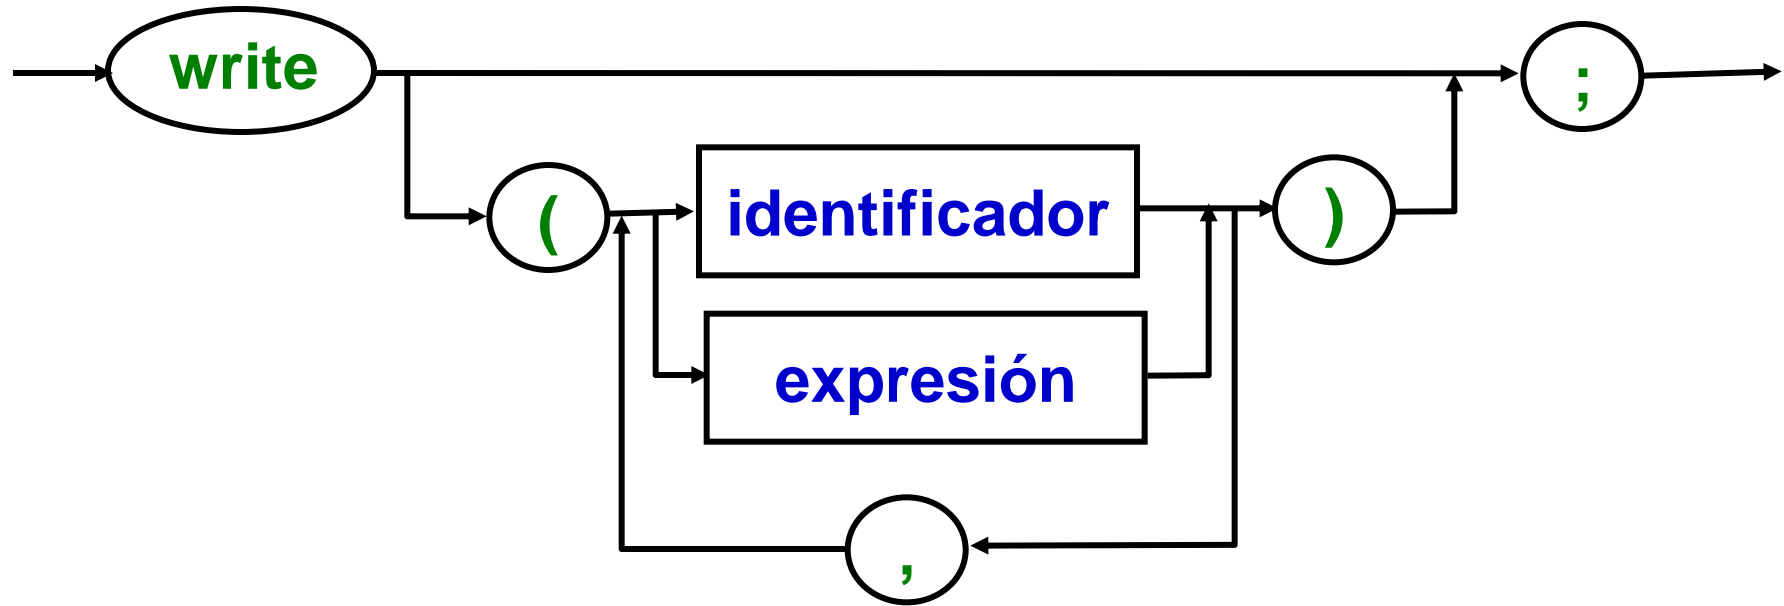 write
;
(
identificador
)
expresión
,